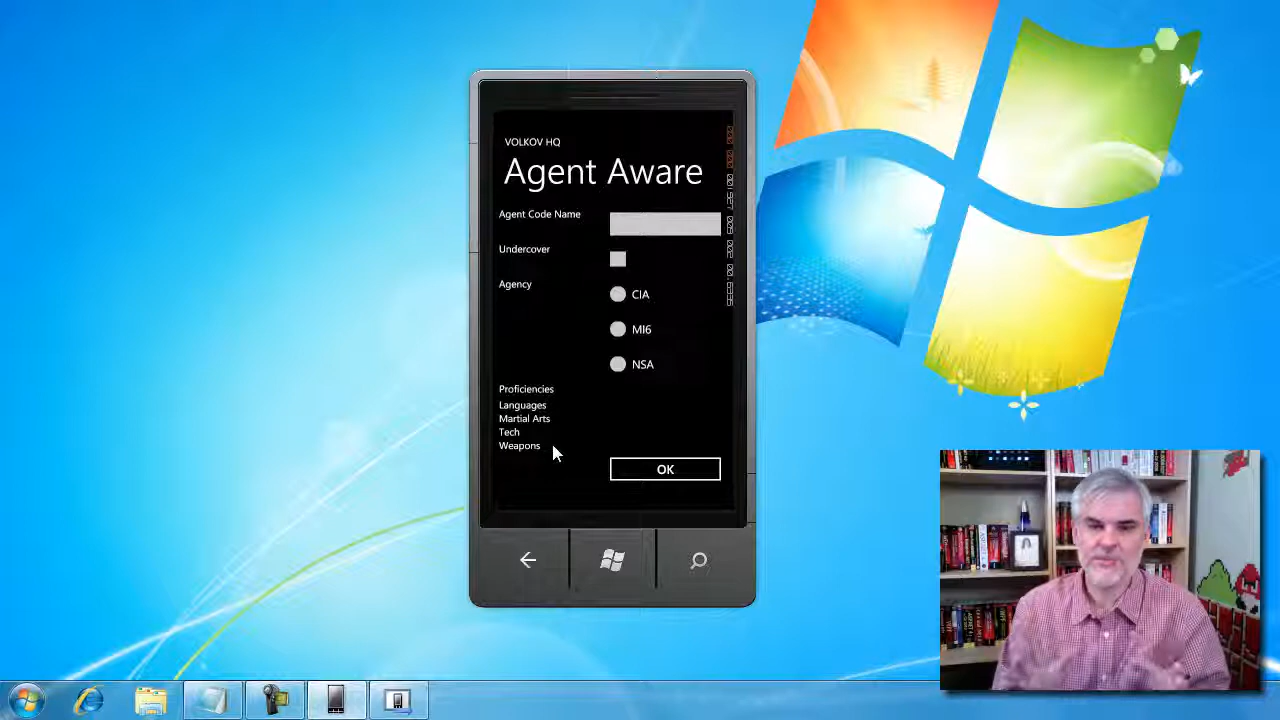 VOLKOV HQ
Agent Aware
Agent Code Name
Undercover
Agency
CIA
MI6
NSA
Proficiencies
Languages
Martial Arts
Tech
Weapons
OK